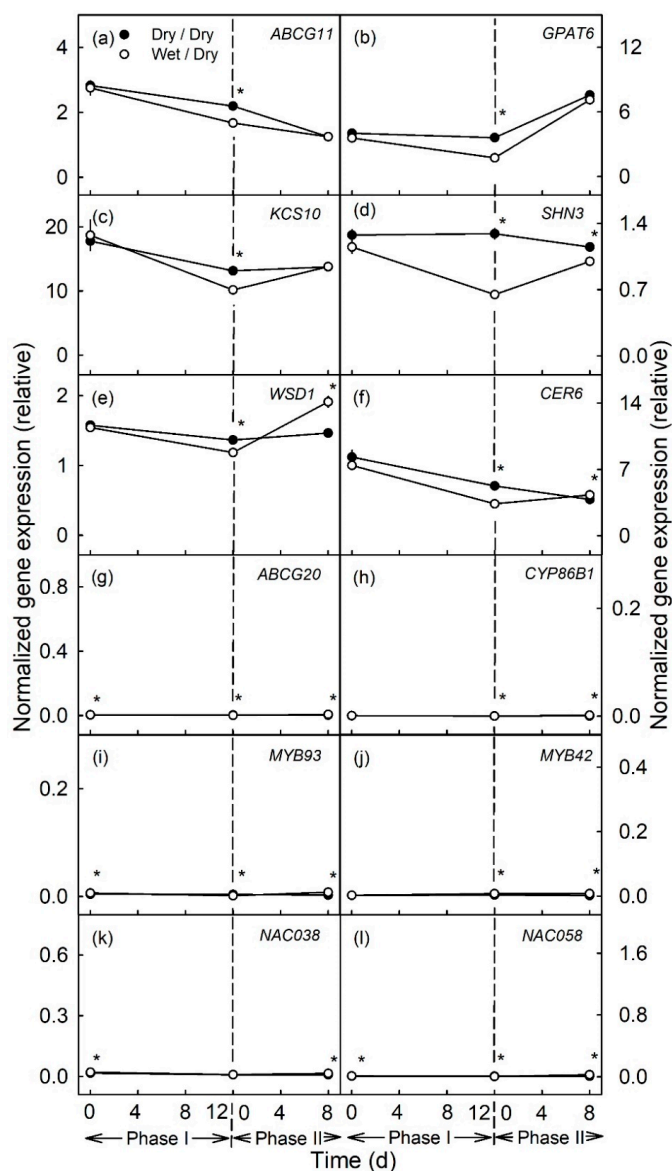 (a) Dry / Dry ABCG11
Wet / Dry
(b) GPAT6
4
2
0
*
12
6
0
*
(c) KCS10
20
10
0
*
(d) SHN3
1.4
0.7
0.0
* *
(e) WSD1
2
1
0
* *
(f) CER6
14
7
0
* *
(g) ABCG20
0.8
0.4
0.0
* * *
(h) CYP86B1
0.2
0.0
* *
(i) MYB93
0.2
0.0
* * *
(j) MYB42
0.4
0.2
0.0
* *
(k) NAC038
0.6
0.3
0.0
* *
(l) NAC058
1.6
0.8
0.0
* * *
Normalized gene expression (relative)
Normalized gene expression (relative)
0 4 8 12 0 4 8 0 4 8 12 0 4 8
Phase I Phase II Phase I Phase II
Time (d)